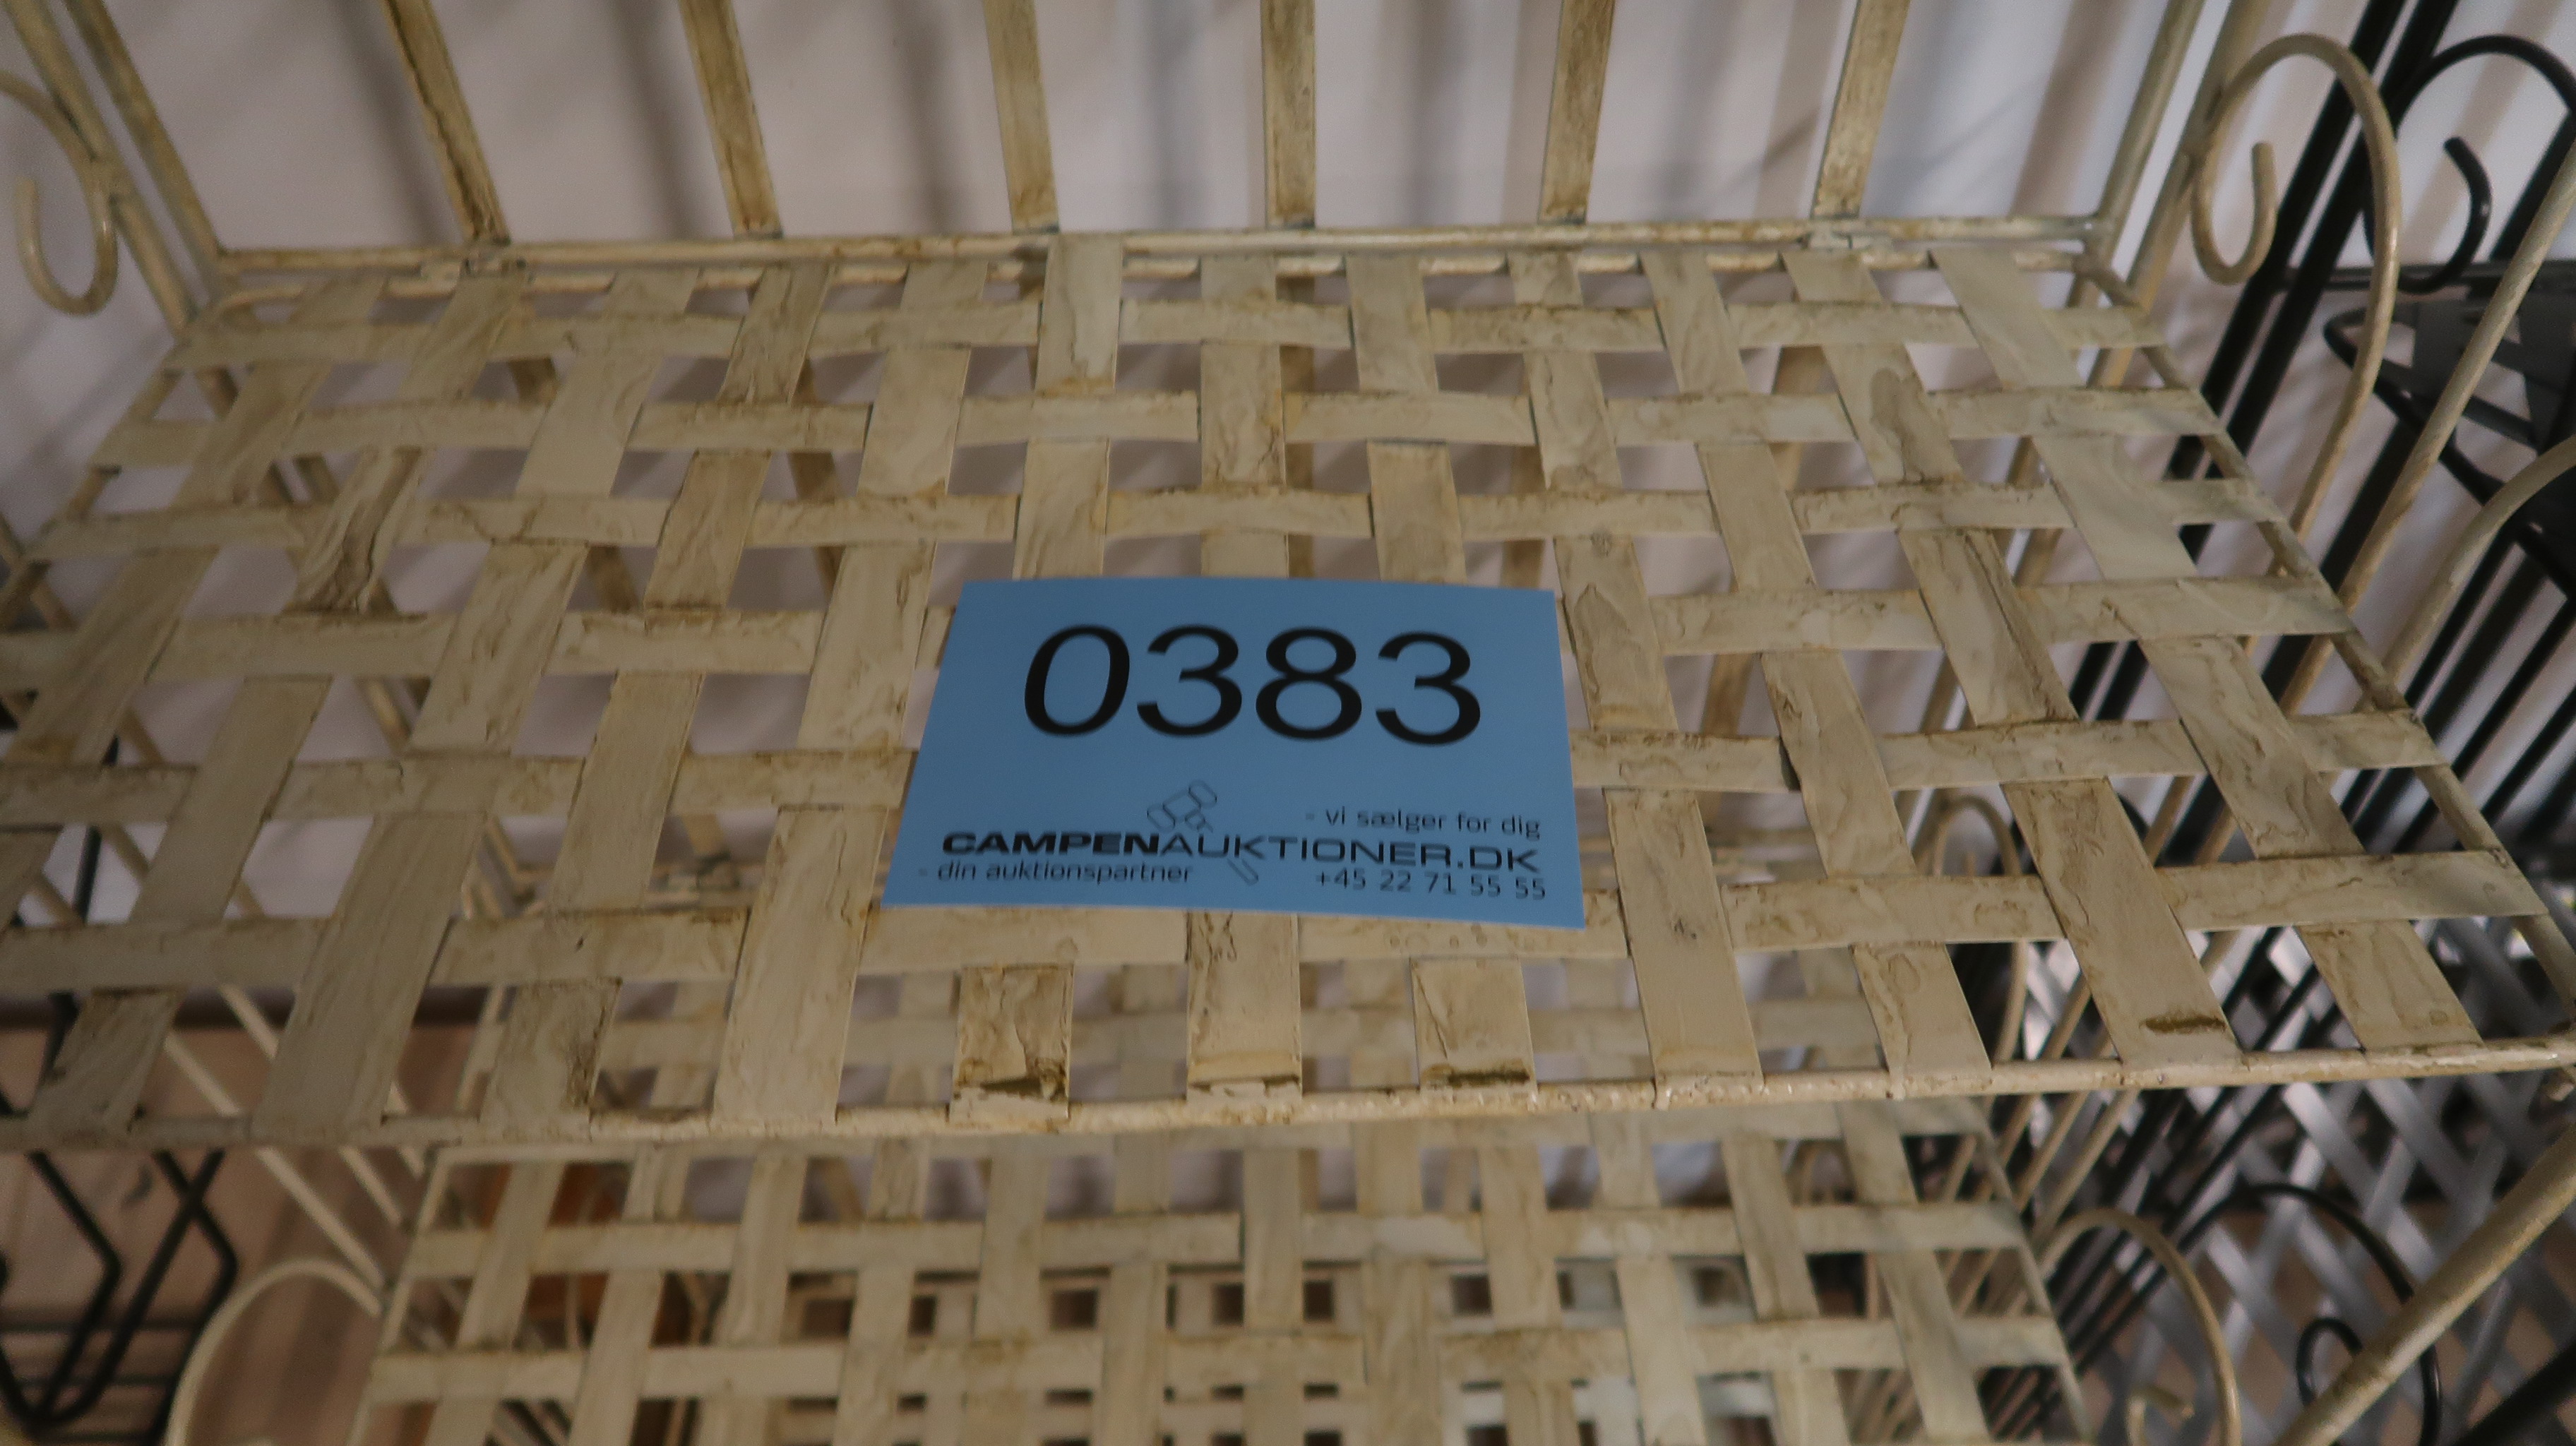 0383
- vi sælger for dig
CAMPENAUKTIONER.DK
- din auktionspartner
+45 22 71 55 55